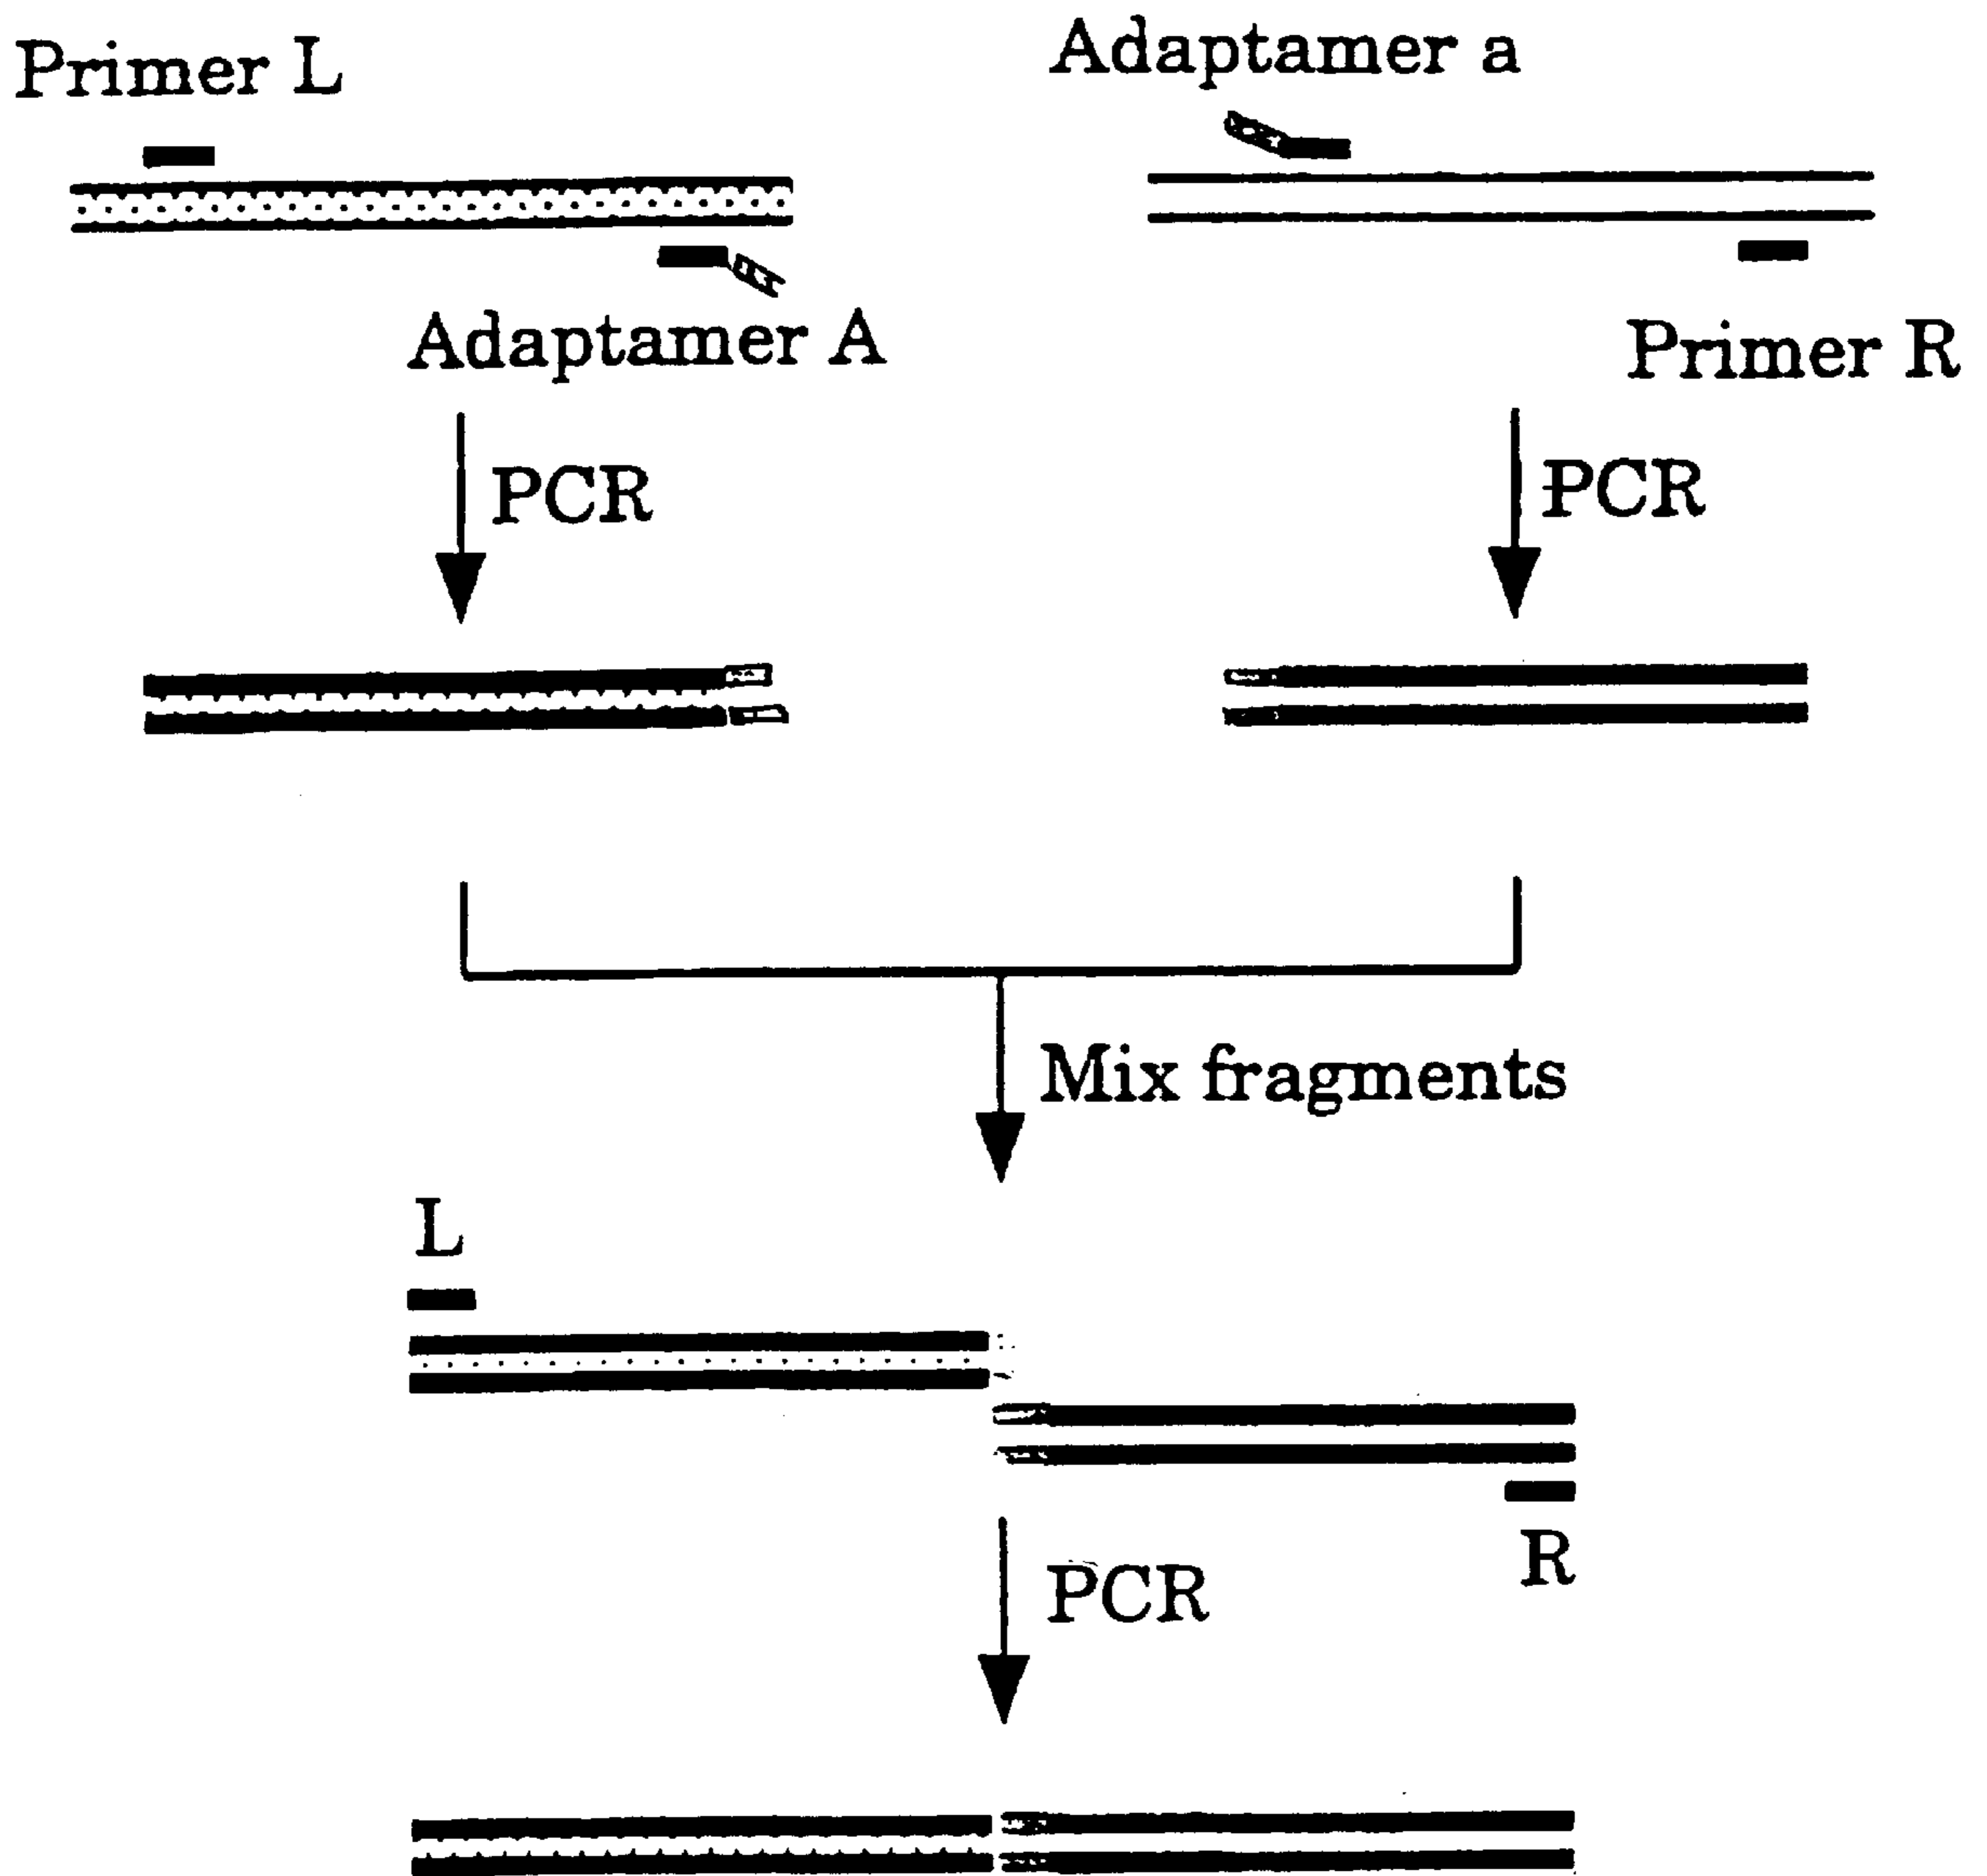 Primer L
Adaptamer a
Adaptamer A
Primer R
PCR
PCR
Mix fragments
L
R
PCR